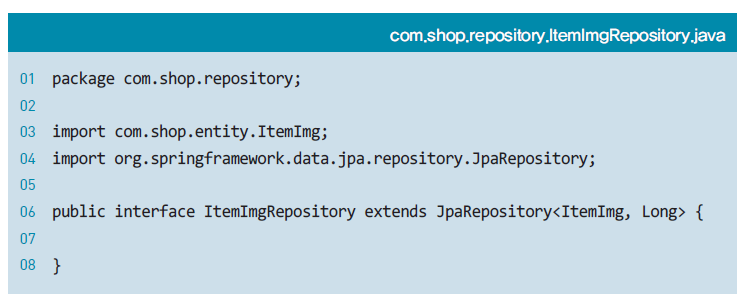 com.shop.repository.ItemImgRepository.java
01 package com.shop.repository;
02
03 import com.shop.entity.ItemImg;
04 import org.springframework.data.jpa.repository.JpaRepository;
05
06 public interface ItemImgRepository extends JpaRepository<ItemImg, Long> {
07
08 }